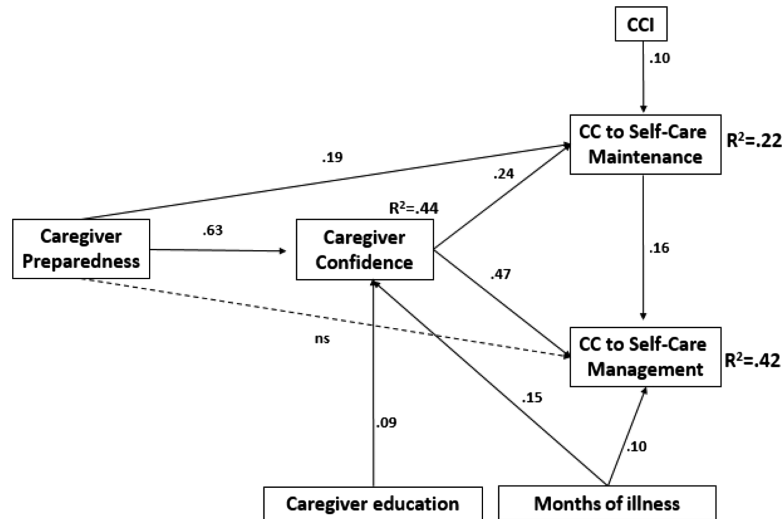 CCI
.10
CC to Self-Care
Maintenance
R²=.22
.19
.24
R²=.44
Caregiver
Preparedness
.63
Caregiver
Confidence
.16
.47
ns
CC to Self-Care
Management
R²=.42
.15
.09
.10
Caregiver education
Months of illness